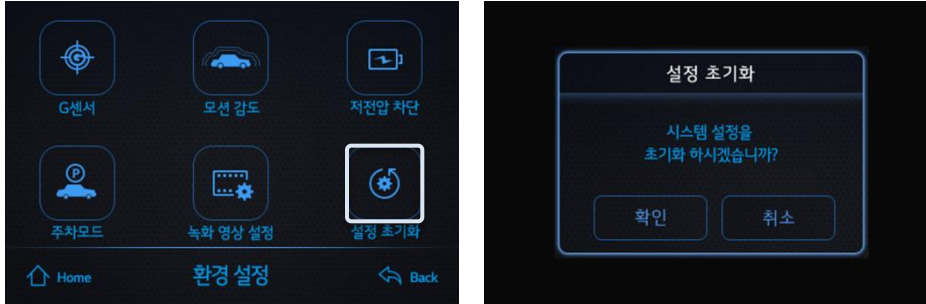 G센서
모션 감도
저전압 차단
P
주차모드
녹화 영상 설정
설정 초기화
Home
환경 설정
Back
설정 초기화
시스템 설정을
초기화 하시겠습니까?
확인
취소